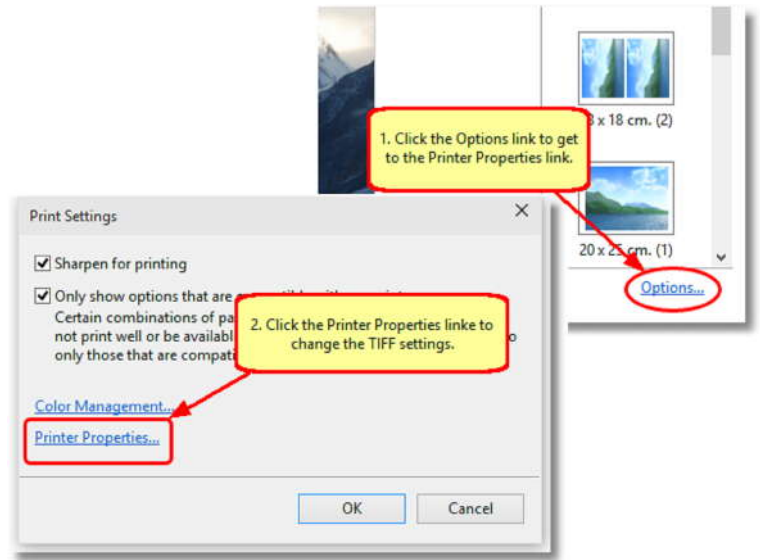 x 18 cm. (2)
1. Click the Options link to get
to the Printer Properties link.
20 x 25 cm. (1)
Options...
Print Settings
Sharpen for printing
Only show options that are
Certain combinations of
not print well or be
only those that are
2. Click the Printer Properties linke to
change the TIFF settings.
Color Management...
Printer Properties...
OK
Cancel